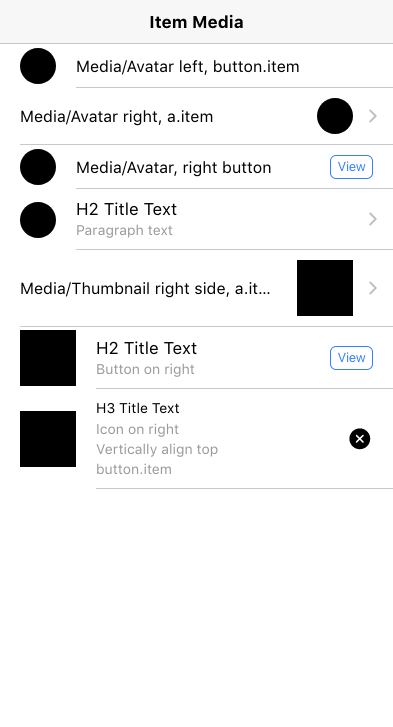 Item Media
Media/Avatar left, button.item
Media/Avatar right, a.item
Media/Avatar, right button
View
H2 Title Text
Paragraph text
Media/Thumbnail right side, a.it...
H2 Title Text
Button on right
View
H3 Title Text
Icon on right
Vertically align top
button.item